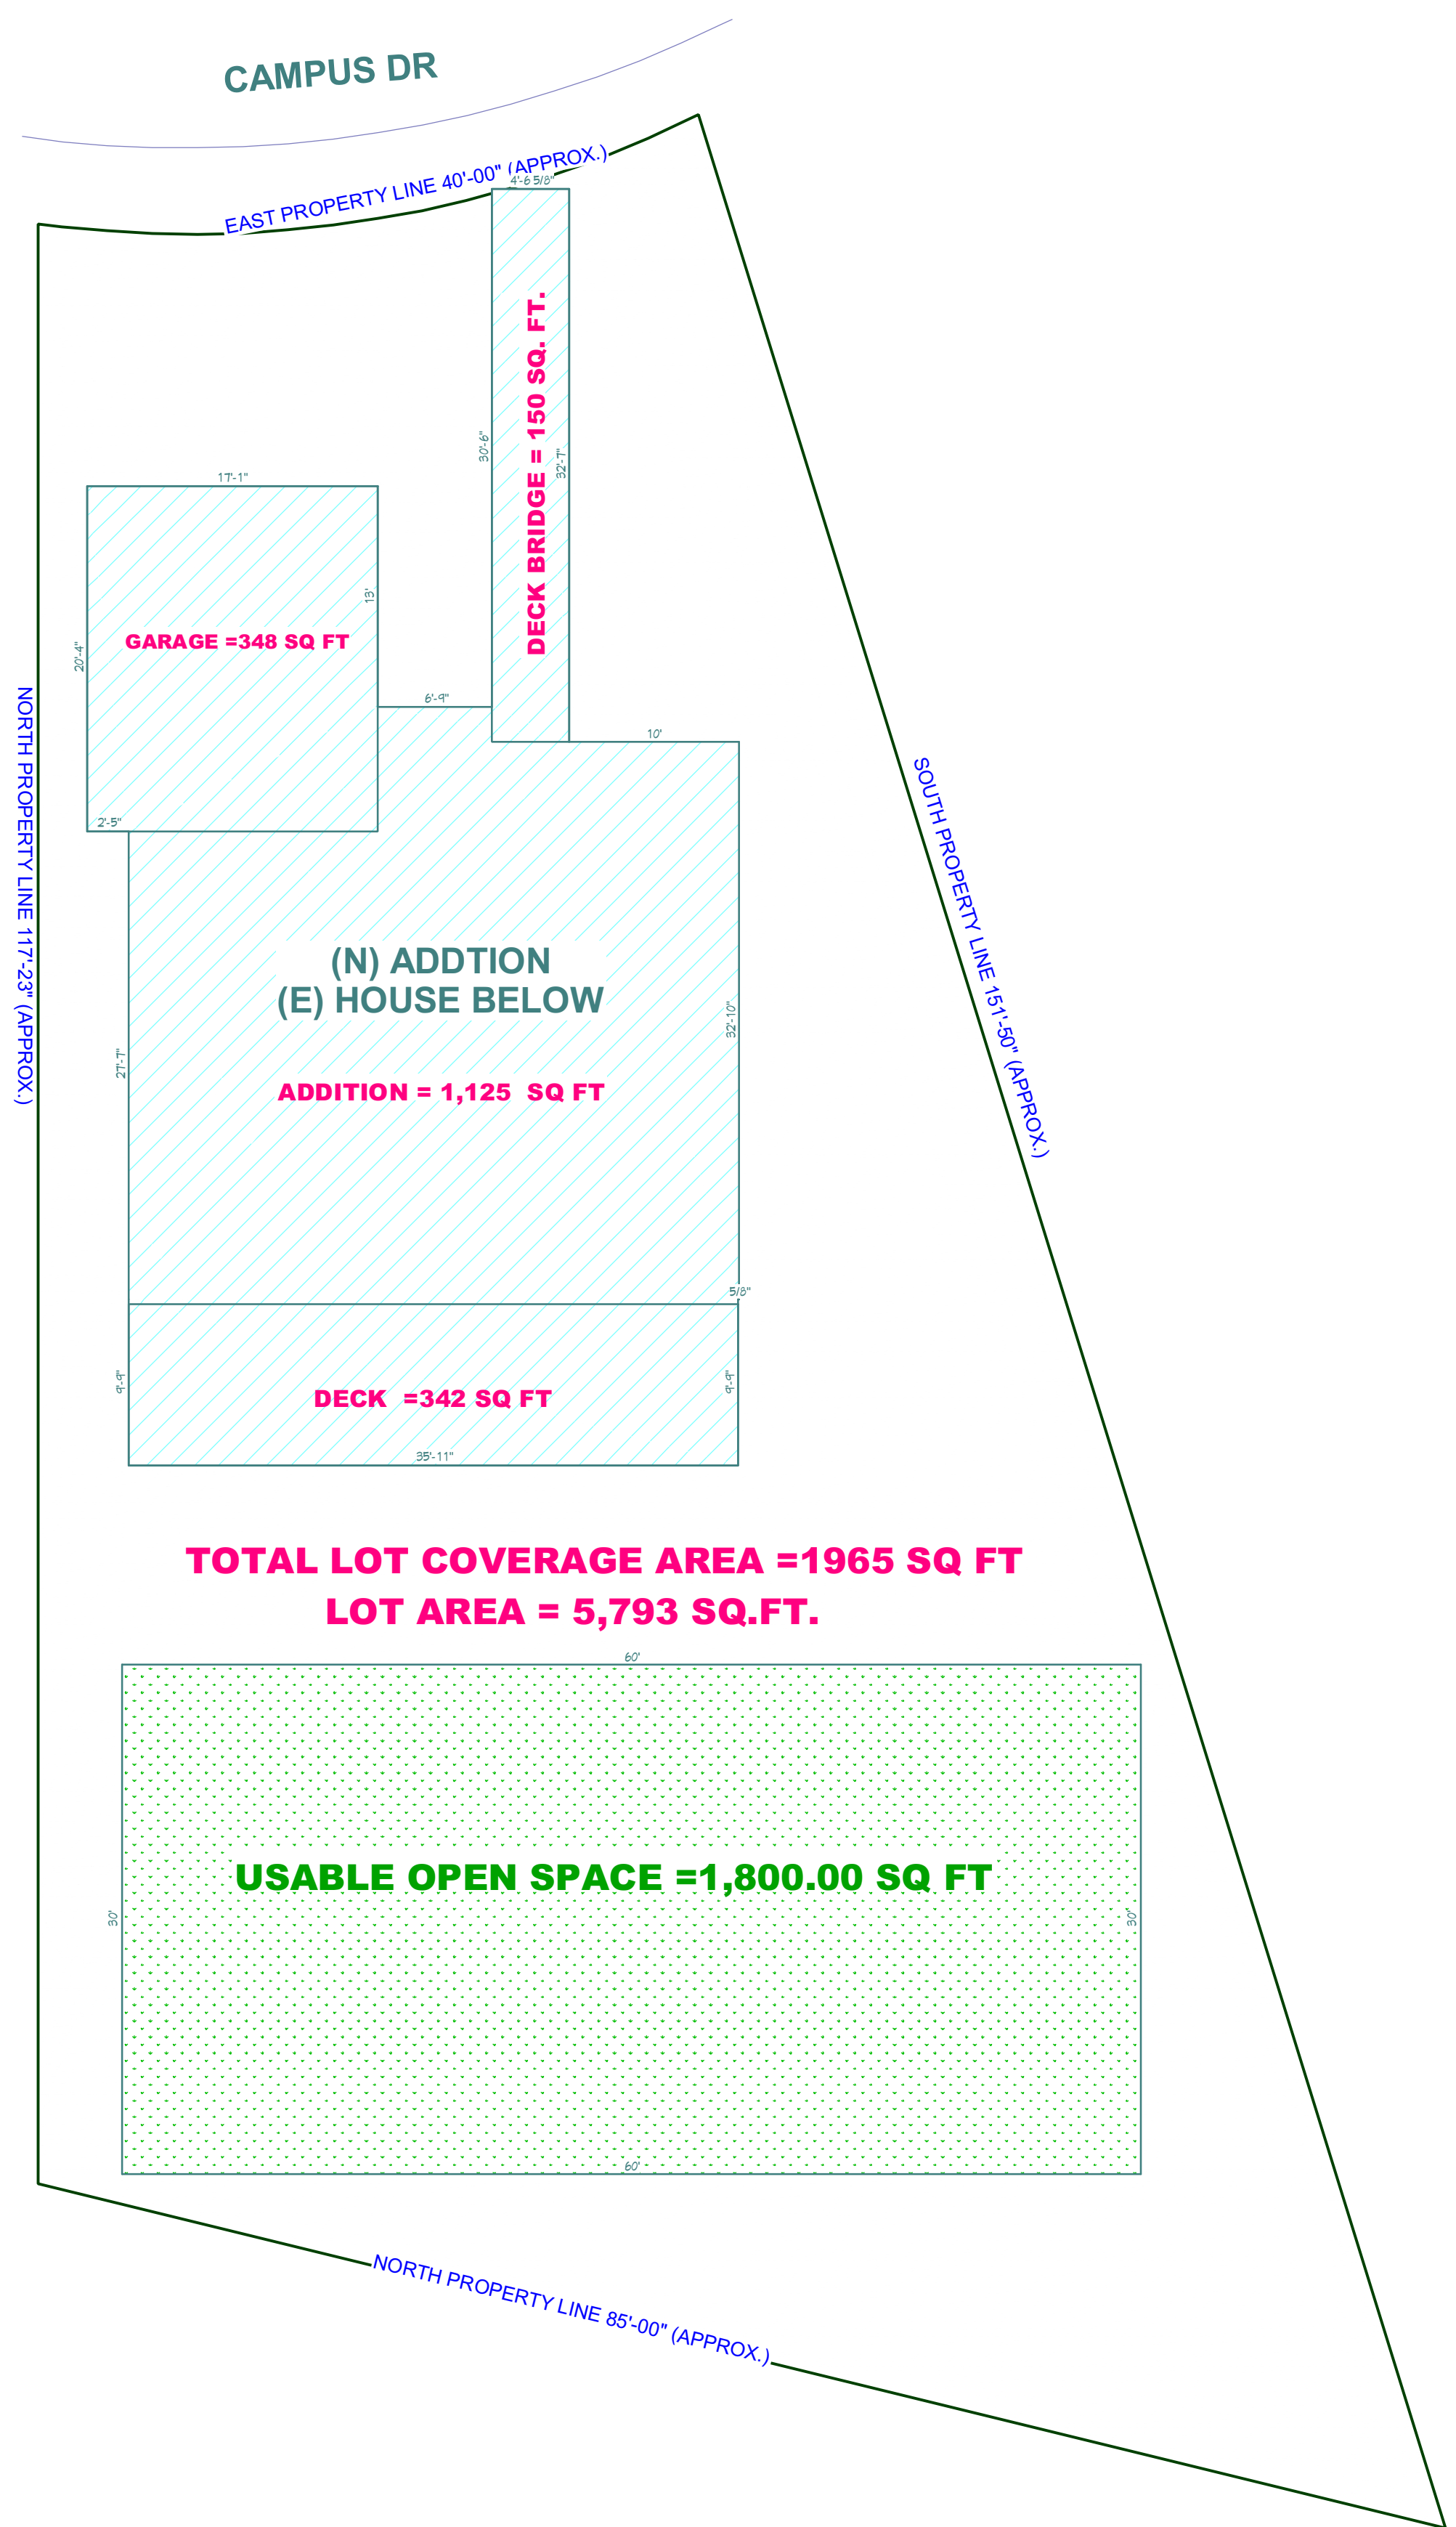 CAMPUS DR
EAST PROPERTY LINE 40'-00" (APPROX.)
4'-6 5/8"
DECK BRIDGE = 150 SQ. FT.
30'-6"
32'-7"
17'-1"
13'
GARAGE =348 SQ FT
20'-4"
6'-9"
10'
2'-5"
NORTH PROPERTY LINE 117'-23" (APPROX.)
SOUTH PROPERTY LINE 151'-50" (APPROX.)
(N) ADDTION
(E) HOUSE BELOW
27'-7"
32'-10"
ADDITION = 1,125 SQ FT
5/8"
9'-9"
9'-9"
DECK =342 SQ FT
35'-11"
TOTAL LOT COVERAGE AREA =1965 SQ FT
LOT AREA = 5,793 SQ.FT.
60'
USABLE OPEN SPACE =1,800.00 SQ FT
30'
30'
60'
NORTH PROPERTY LINE 85'-00" (APPROX.)